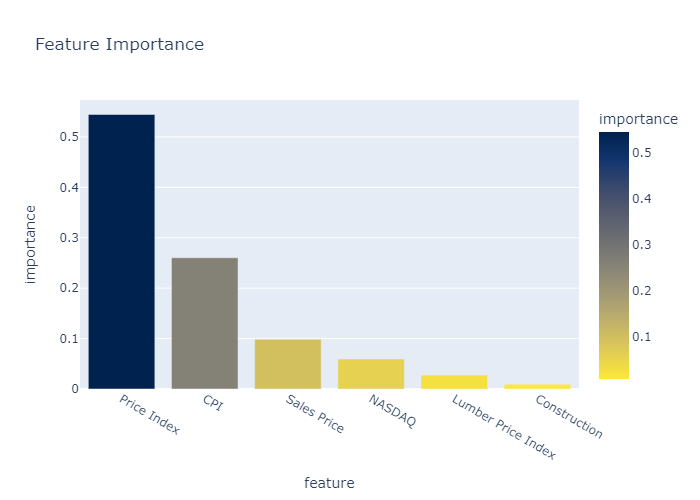 Feature Importance
importance
0.5
0.4
0.3
0.2
0.1
0
Price Index
CPI
Sales Price
NASDAQ
Lumber Price Index
Construction
feature
importance
0.5
0.4
0.3
0.2
0.1